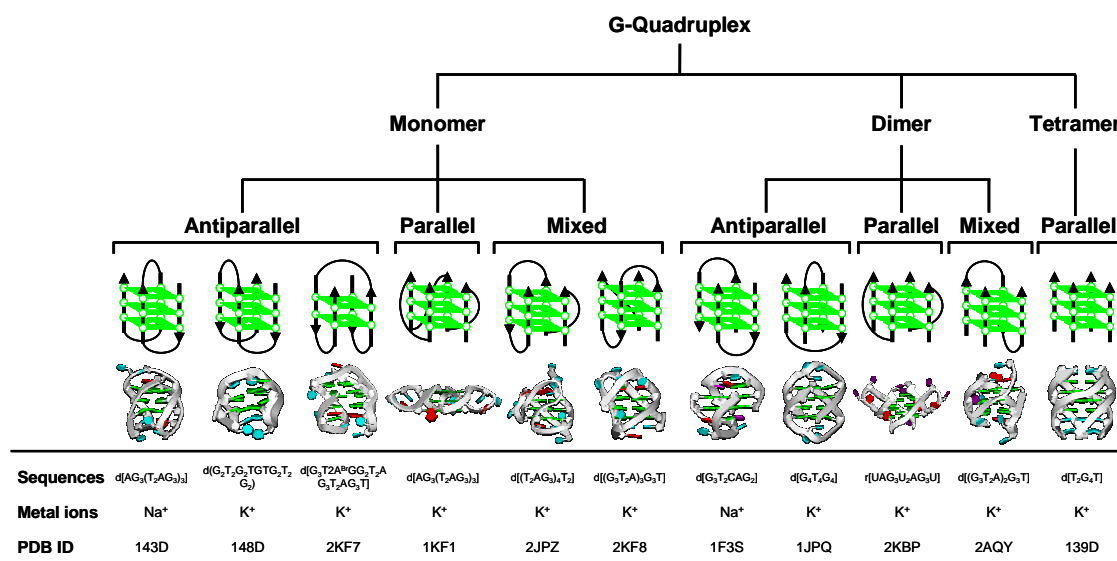 G-Quadruplex
Monomer Dimer Tetramer
Antiparallel Parallel Mixed Antiparallel Parallel Mixed Parallel
Sequences d[AG₃(T₂AG₃)₃] d(G₂T₂G₂TGTG₂T₂G₂) d[G₃T2AᴮʳGG₂T₂AG₃T₂AG₃T] d[AG₃(T₂AG₃)₃] d[(T₂AG₃)₄T₂] d[(G₃T₂A)₃G₃T] d[G₃T₂CAG₂] d[G₄T₄G₄] r[UAG₃U₂AG₃U] d[(G₃T₂A)₂G₃T] d[T₂G₄T]
Metal ions Na⁺ K⁺ K⁺ K⁺ K⁺ K⁺ Na⁺ K⁺ K⁺ K⁺ K⁺
PDB ID 143D 148D 2KF7 1KF1 2JPZ 2KF8 1F3S 1JPQ 2KBP 2AQY 139D